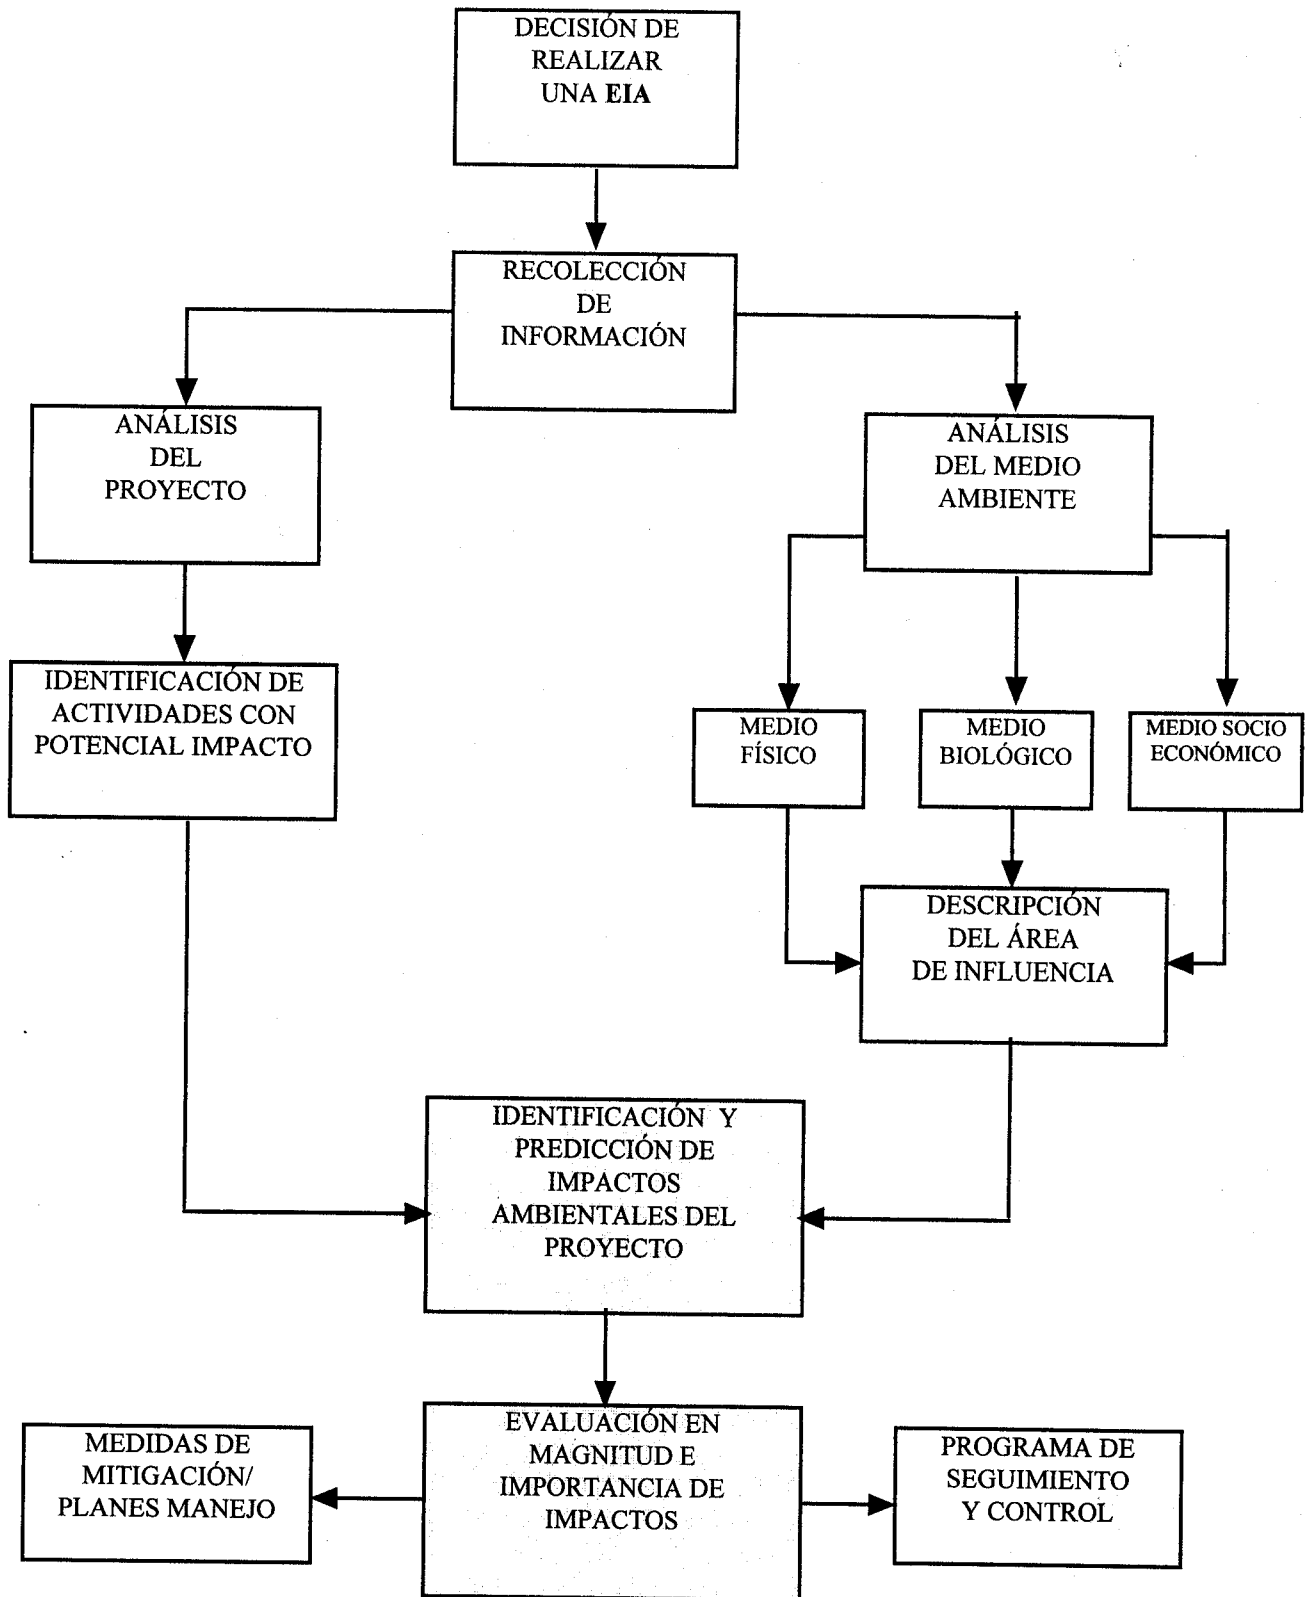 DECISIÓN DE
REALIZAR
UNA EIA
RECOLECCIÓN
DE
INFORMACIÓN
ANÁLISIS
DEL
PROYECTO
ANÁLISIS
DEL MEDIO
AMBIENTE
IDENTIFICACIÓN DE
ACTIVIDADES CON
POTENCIAL IMPACTO
MEDIO
FÍSICO
MEDIO
BIOLÓGICO
MEDIO SOCIO
ECONÓMICO
DESCRIPCIÓN
DEL ÁREA
DE INFLUENCIA
IDENTIFICACIÓN Y
PREDICCIÓN DE
IMPACTOS
AMBIENTALES DEL
PROYECTO
EVALUACIÓN EN
MAGNITUD E
IMPORTANCIA DE
IMPACTOS
MEDIDAS DE
MITIGACIÓN/
PLANES MANEJO
PROGRAMA DE
SEGUIMIENTO
Y CONTROL